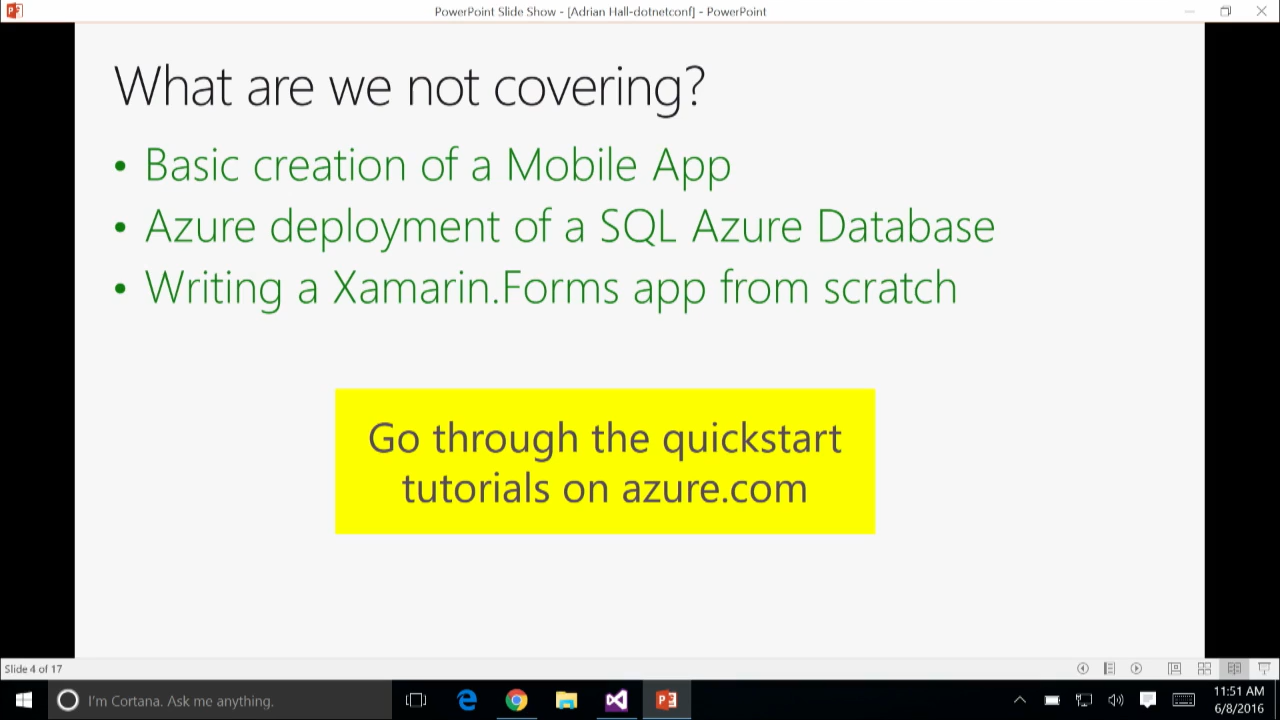 PowerPoint Slide Show - [Adrian Hall-dotnetconf] - PowerPoint
What are we not covering?
• Basic creation of a Mobile App
• Azure deployment of a SQL Azure Database
• Writing a Xamarin.Forms app from scratch
Go through the quickstart
tutorials on azure.com
Slide 4 of 17
I'm Cortana. Ask me anything.
11:51 AM
6/8/2016